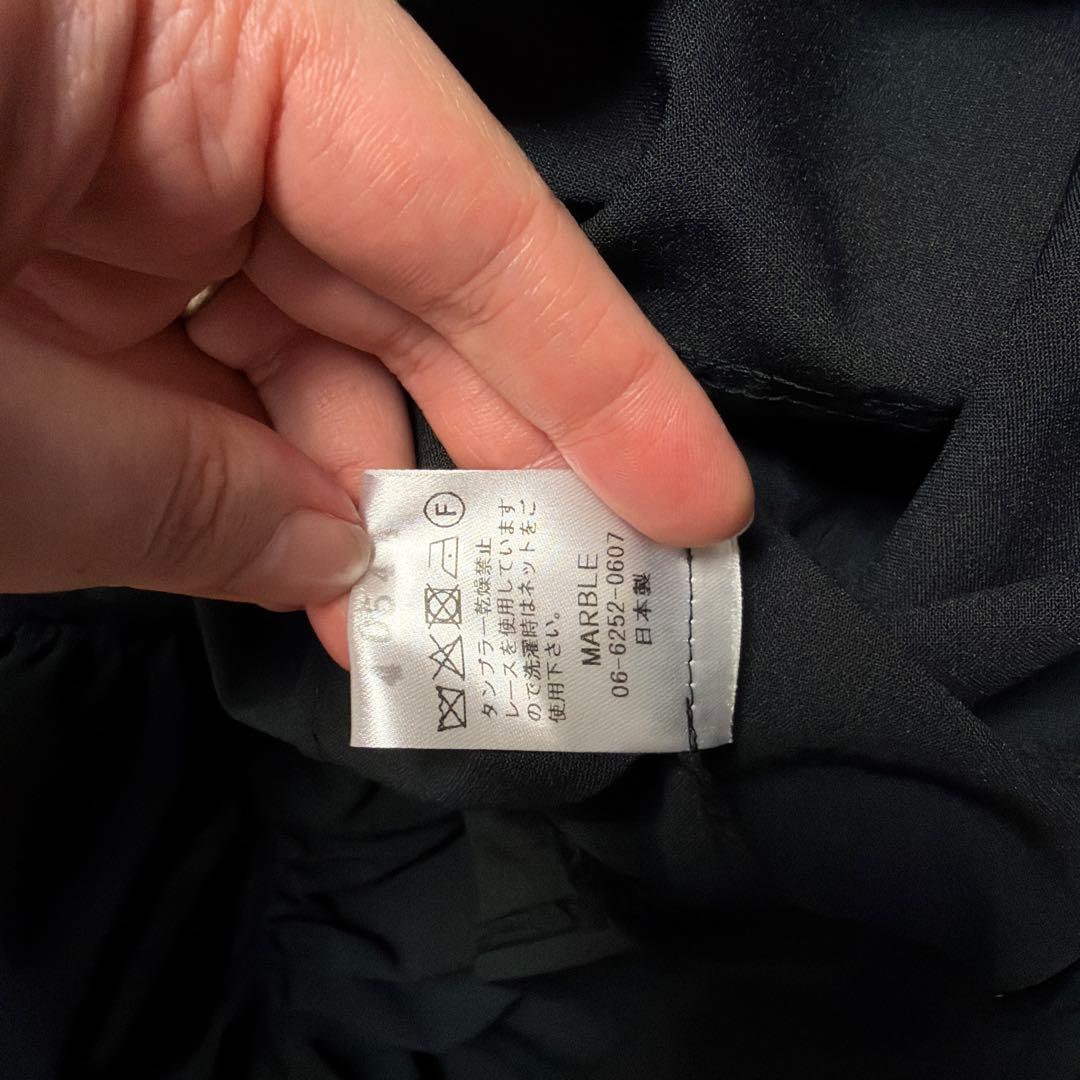 F
タンブラー乾燥禁止
レースを使用しています
ので洗濯時はネットをご
使用下さい。
MARBLE
06-6252-0607
日本製